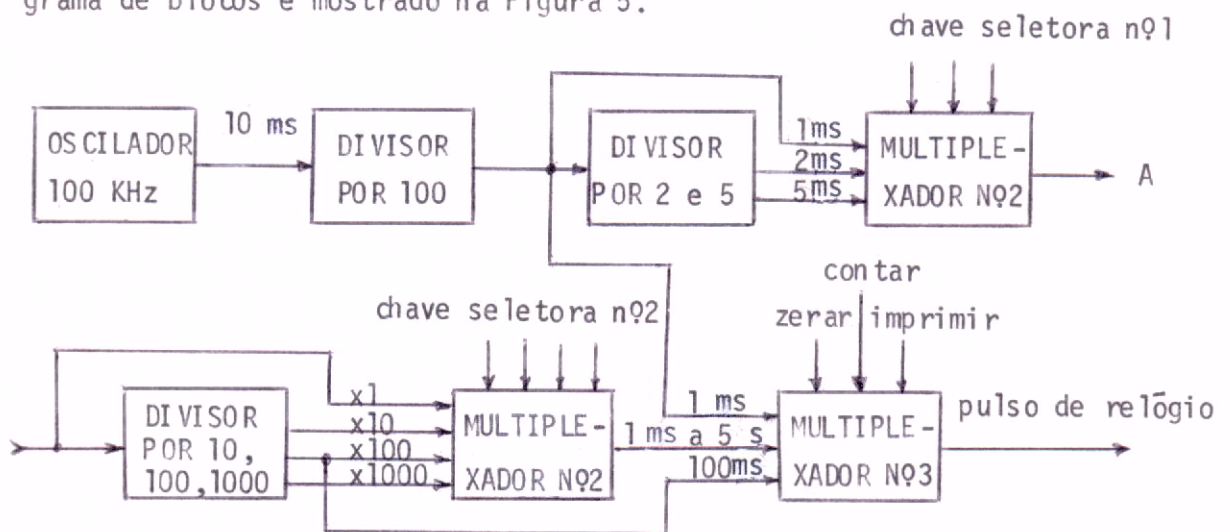 grama de blocos é mostrado na Figura 5.
chave seletora nº1
OSCILADOR
100 KHz
10 ms
DIVISOR
POR 100
DIVISOR
POR 2 e 5
1ms
2ms
5ms
MULTIPLE-
XADOR Nº2
A
chave seletora nº2
contar
zerar
imprimir
DIVISOR
POR 10,
100,1000
x1
x10
x100
x1000
MULTIPLE-
XADOR Nº2
1 ms
1 ms a 5 s
100ms
MULTIPLE-
XADOR Nº3
pulso de relógio